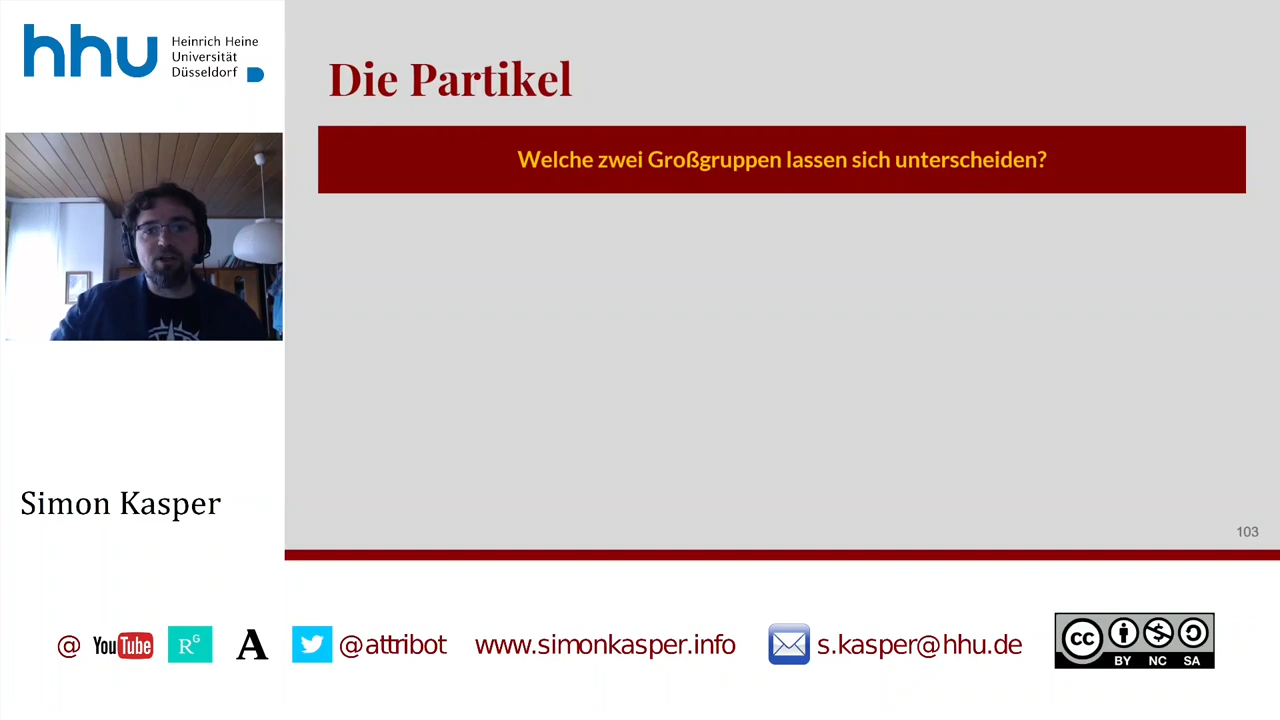 hhu
Heinrich Heine
Universität
Düsseldorf
Die Partikel
Welche zwei Großgruppen lassen sich unterscheiden?
Simon Kasper
103
@ YouTube RG A @attribot www.simonkasper.info s.kasper@hhu.de
cc
BY NC SA